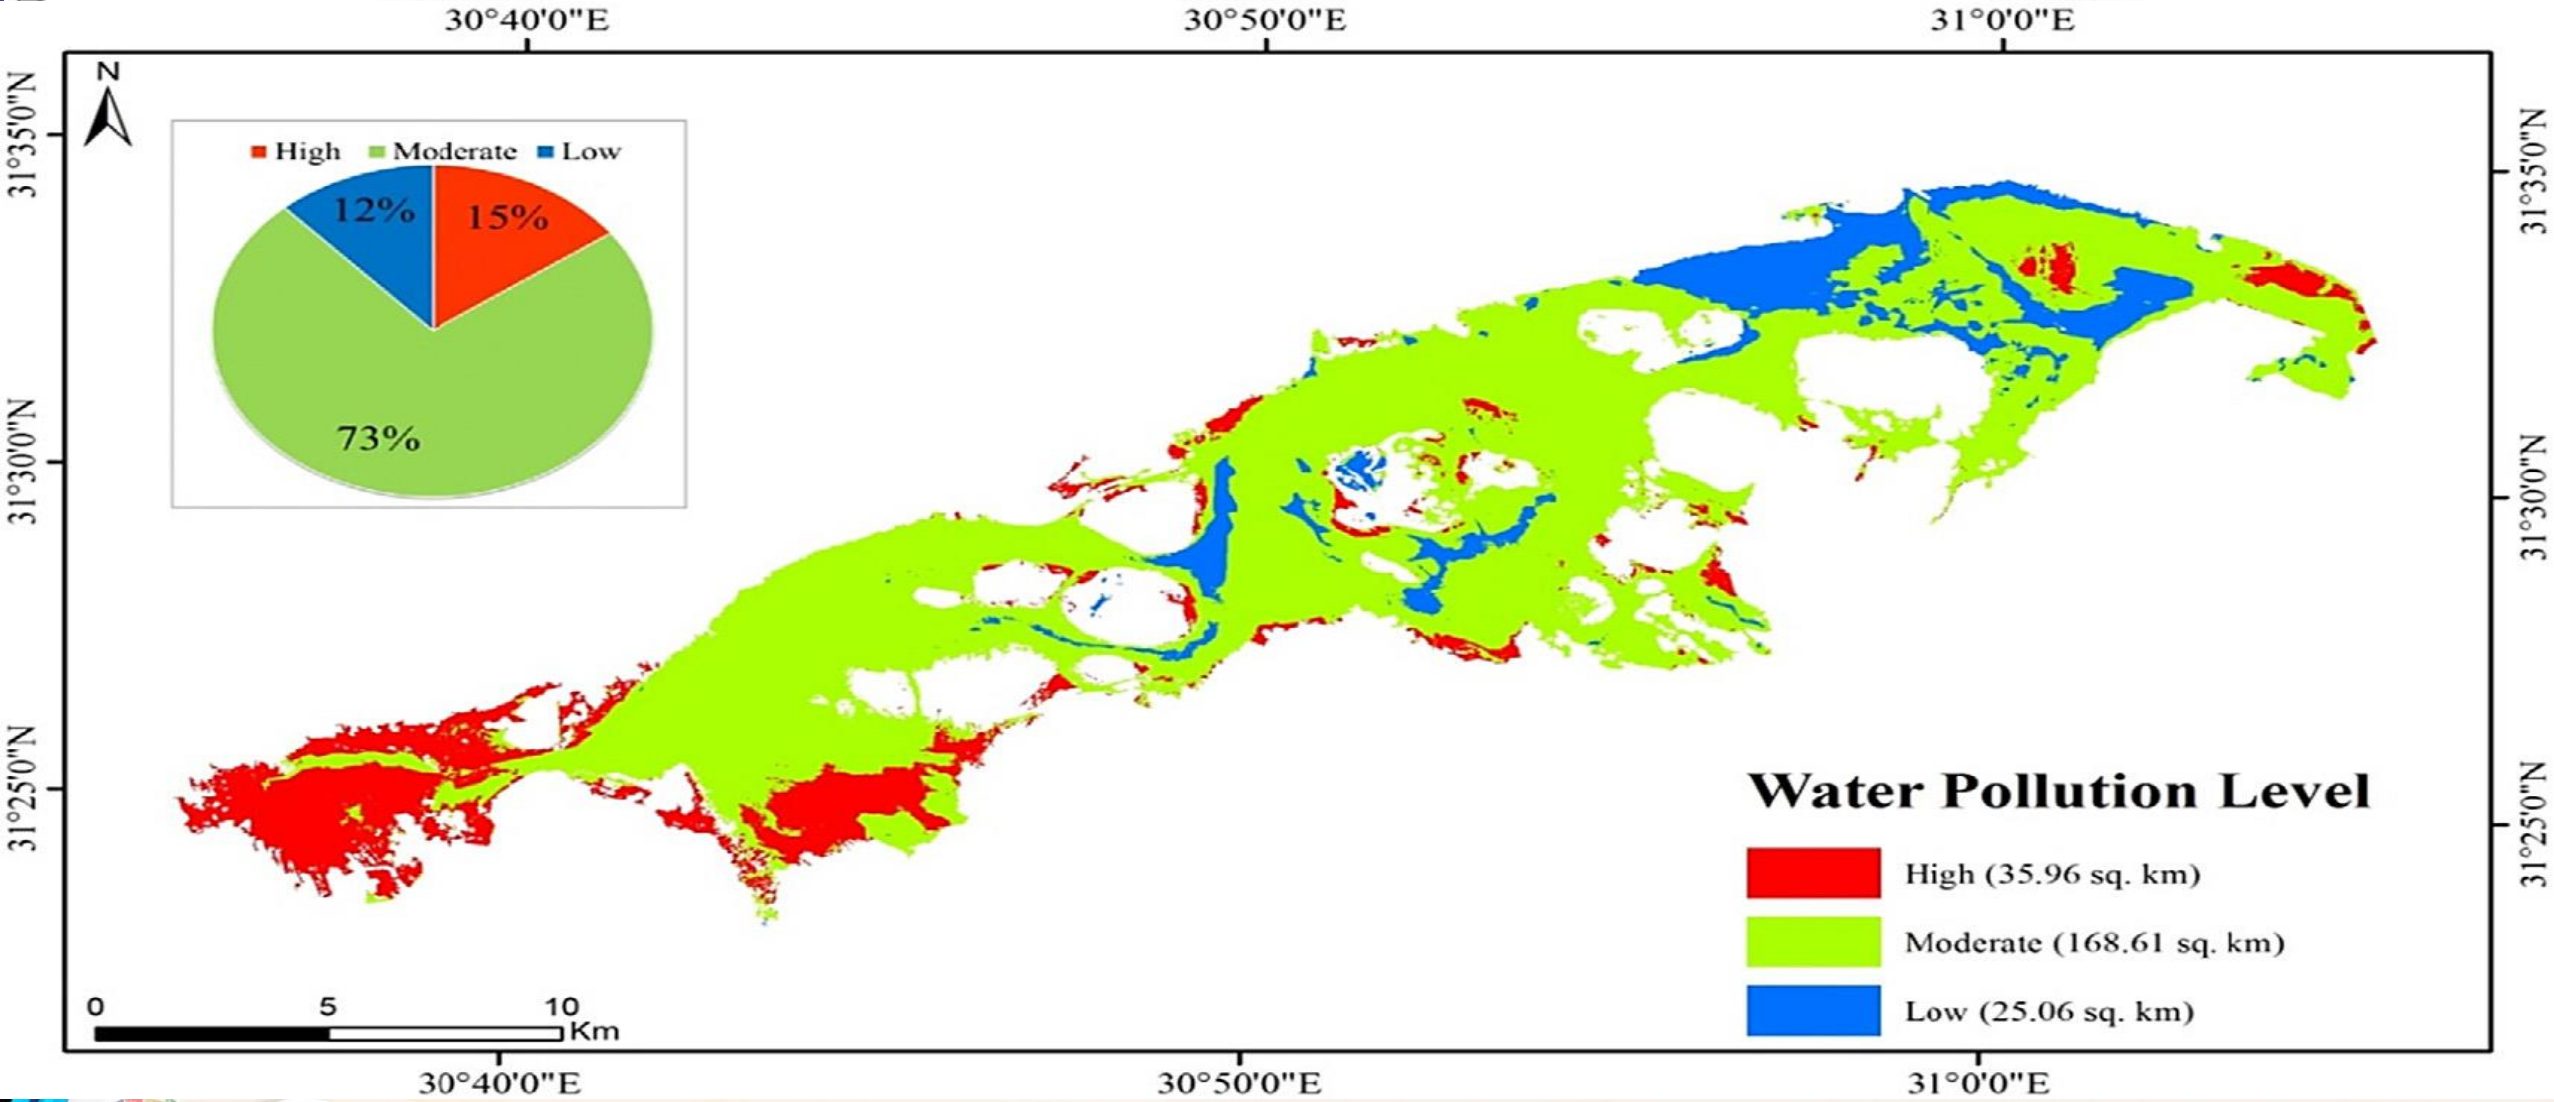 30°40'0"E
30°50'0"E
31°0'0"E
N
31°35'0"N
31°35'0"N
High
Moderate
Low
12%
15%
73%
31°30'0"N
31°30'0"N
31°25'0"N
31°25'0"N
Water Pollution Level
High (35.96 sq. km)
Moderate (168.61 sq. km)
Low (25.06 sq. km)
0 5 10
Km
30°40'0"E
30°50'0"E
31°0'0"E